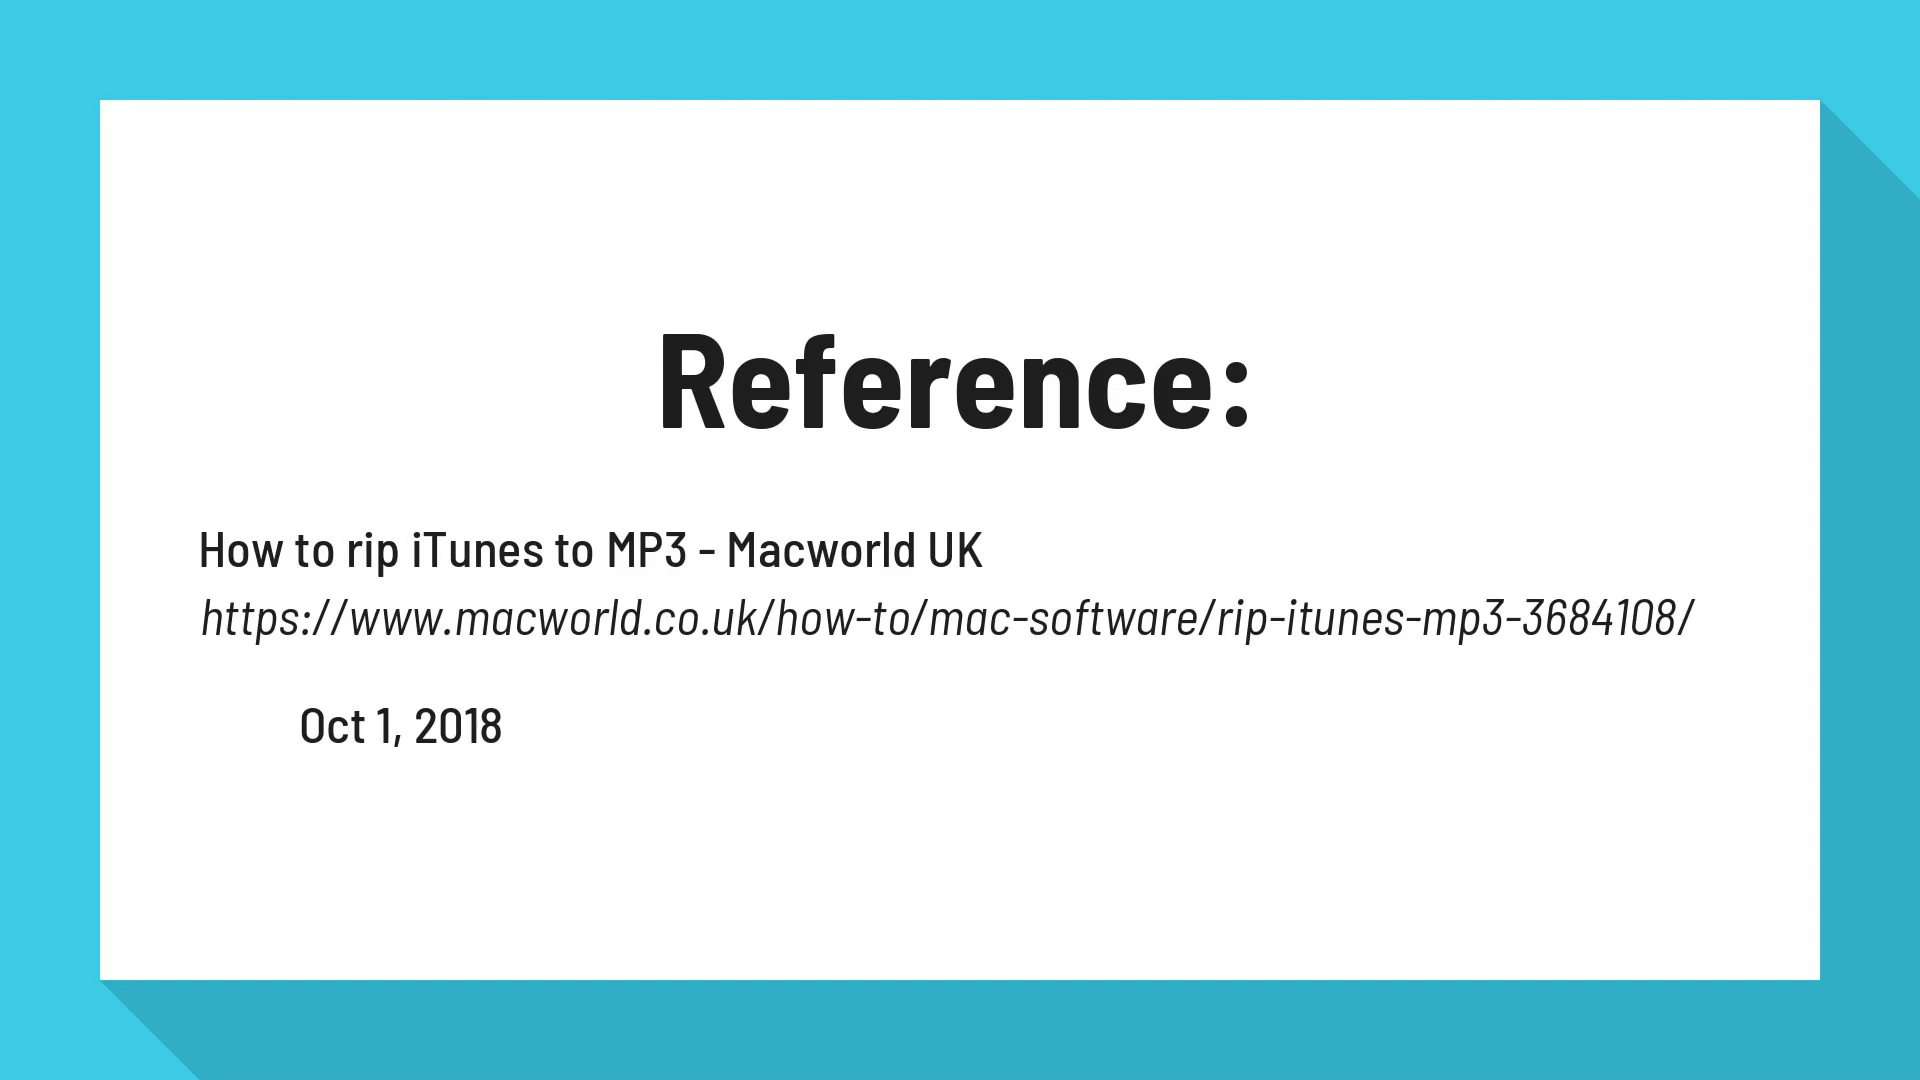 Reference:
How to rip iTunes to MP3 - Macworld UK
https://www.macworld.co.uk/how-to/mac-software/rip-itunes-mp3-3684108/
Oct 1, 2018